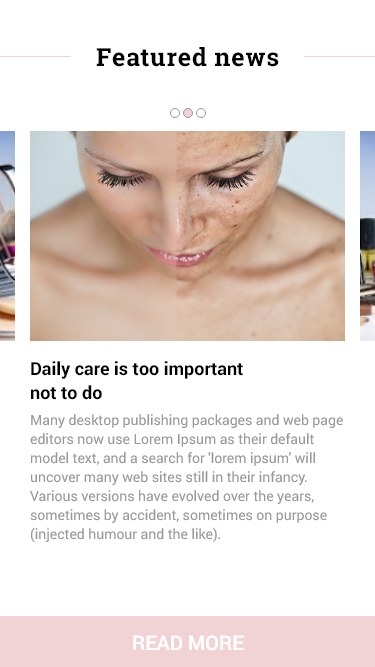 Featured news
Daily care is too important
not to do
Many desktop publishing packages and web page
editors now use Lorem Ipsum as their default
model text, and a search for 'lorem ipsum' will
uncover many web sites still in their infancy.
Various versions have evolved over the years,
sometimes by accident, sometimes on purpose
(injected humour and the like).
READ MORE